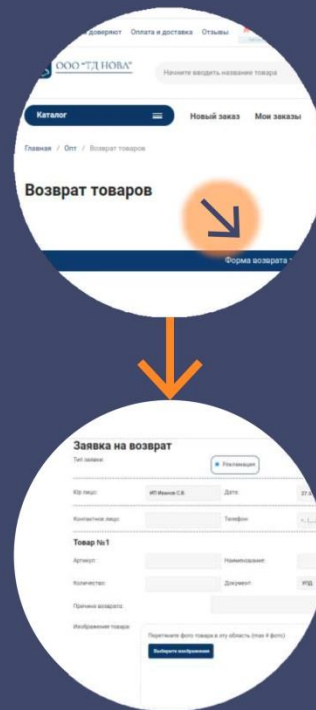 доверяют Оплата и доставка Отзывы
ООО "ТД НОВА"
Начните вводить название товара
Каталог Новый заказ Мои заказы
Главная / Опт / Возврат товаров
Возврат товаров
Форма возврата
Заявка на возврат
Тип заявки: Рекламация
Юр лицо: ИП Иванов С.В. Дата: 27.
Контактное лицо: Телефон:
Товар №1
Артикул: Наименование:
Количество: Документ: УПД
Причина возврата:
Изображение товара:
Перетяните фото товара в эту область (max 4 фото)
Выберите изображения